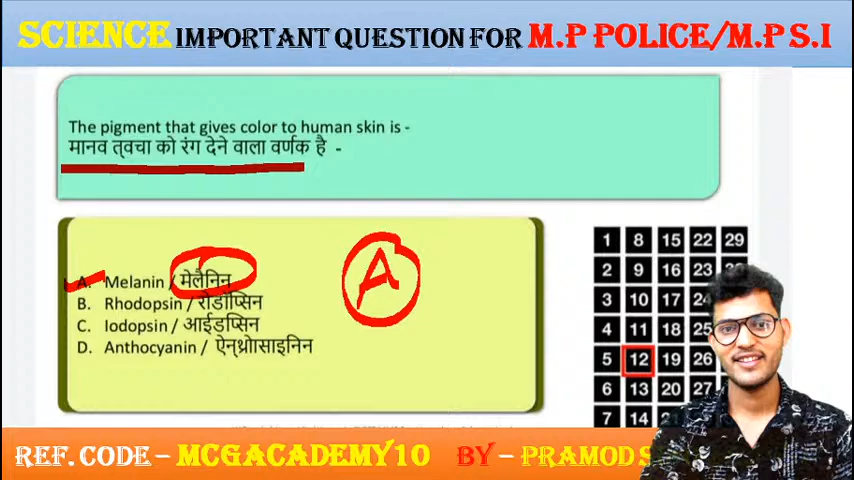 SCIENCE IMPORTANT QUESTION FOR M.P POLICE/M.P S.I
The pigment that gives color to human skin is -
मानव त्वचा को रंग देने वाला वर्णक है -
A. Melanin / मेलैनिन
B. Rhodopsin / रोडॉप्सिन
C. Iodopsin / आईडप्सिन
D. Anthocyanin / ऐन्थ्रोासाइनिन
A
1 8 15 22 29
2 9 16 23
3 10 17 24
4 11 18 25
5 12 19 26
6 13 20 27
7 14
REF. CODE - MCGACADEMY10 BY - PRAMOD S